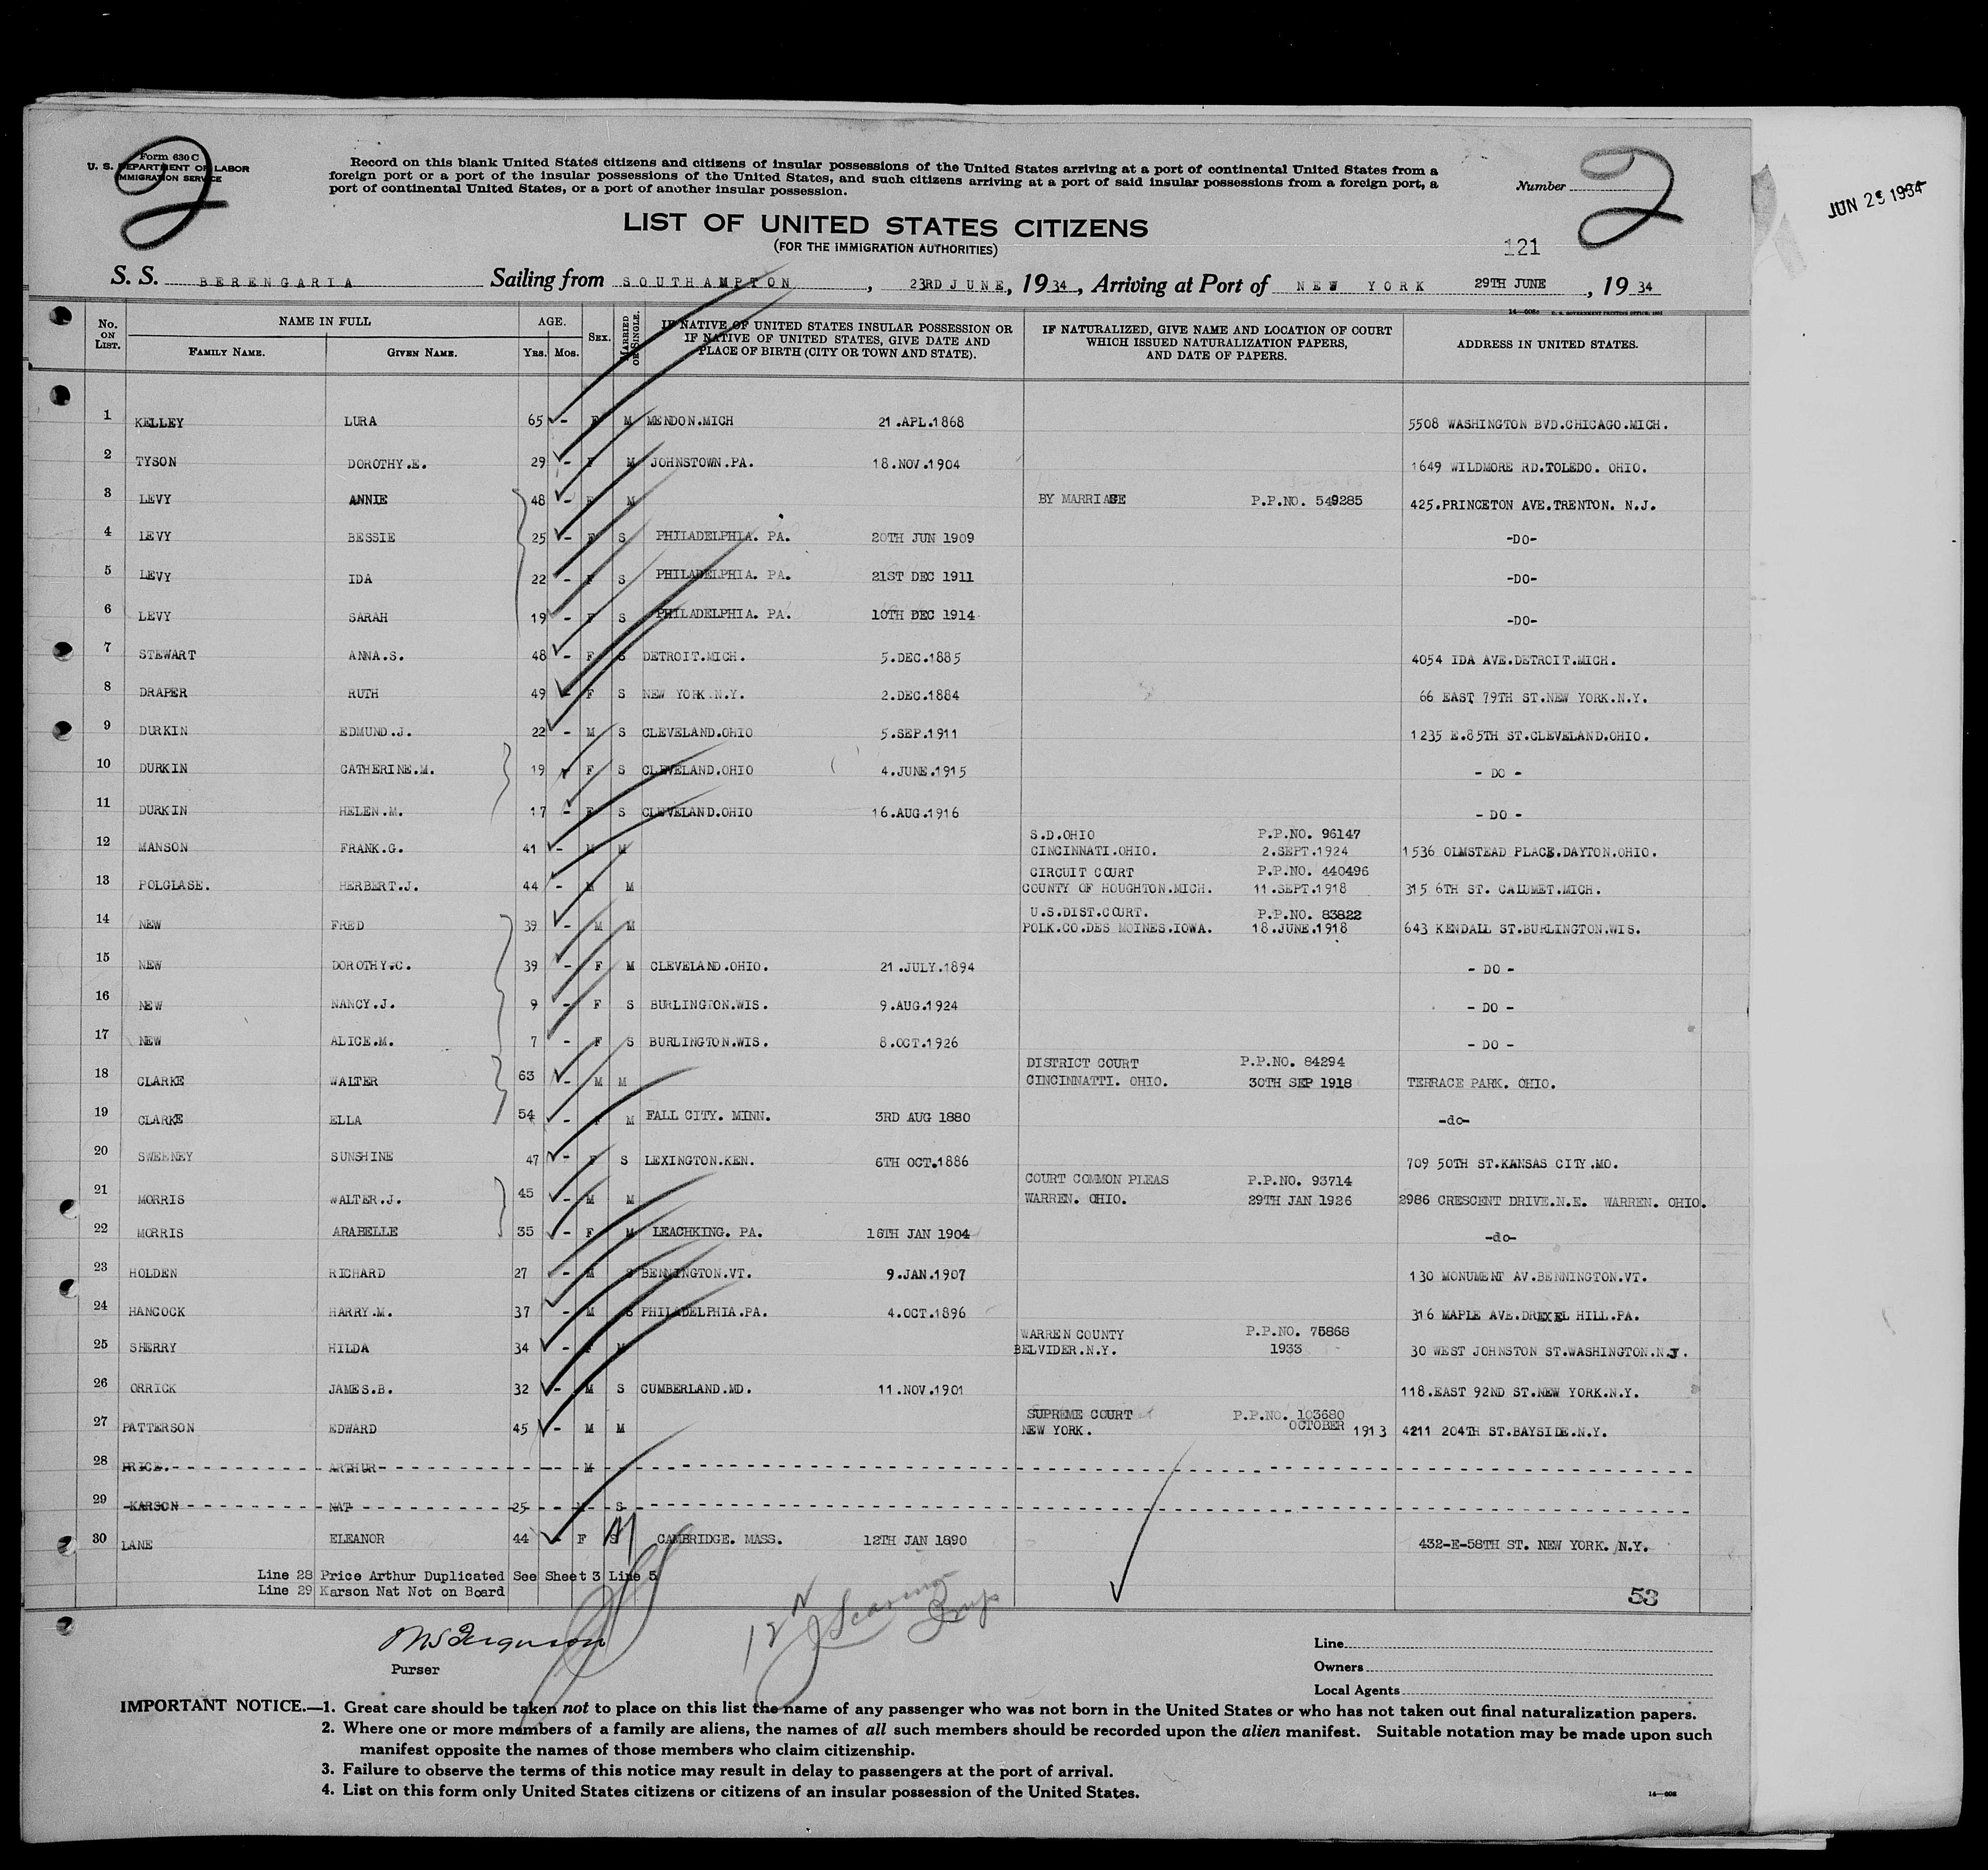 JUN 29 1934
2
2
Form 630 C
U. S. DEPARTMENT OF LABOR
IMMIGRATION SERVICE
Record on this blank United States citizens and citizens of insular possessions of the United States arriving at a port of continental United States from a
foreign port or a port of the insular possessions of the United States, and such citizens arriving at a port of said insular possessions from a foreign port, a
port of continental United States, or a port of another insular possession.
Number
LIST OF UNITED STATES CITIZENS
(FOR THE IMMIGRATION AUTHORITIES)
121
S. S. BERENGARIA Sailing from SOUTHAMPTON, 23RD JUNE, 1934, Arriving at Port of NEW YORK 29TH JUNE, 1934
No. ON LIST. NAME IN FULL FAMILY NAME. GIVEN NAME. AGE. YRS. MOS. SEX. MARRIED OR SINGLE. IF NATIVE OF UNITED STATES INSULAR POSSESSION OR IF NATIVE OF UNITED STATES, GIVE DATE AND PLACE OF BIRTH (CITY OR TOWN AND STATE). IF NATURALIZED, GIVE NAME AND LOCATION OF COURT WHICH ISSUED NATURALIZATION PAPERS, AND DATE OF PAPERS. ADDRESS IN UNITED STATES.
1 KELLEY LURA 65 - F M MENDON.MICH 21.APL.1868 5508 WASHINGTON BVD.CHICAGO.MICH.
2 TYSON DOROTHY.E. 29 - F M JOHNSTOWN.PA. 18.NOV.1904 1649 WILDMORE RD.TOLEDO. OHIO.
3 LEVY ANNIE 48 - F M BY MARRIAGE P.P.NO. 549285 425.PRINCETON AVE.TRENTON. N.J.
4 LEVY BESSIE 25 - F S PHILADELPHIA. PA. 20TH JUN 1909 -DO-
5 LEVY IDA 22 - F S PHILADELPHIA. PA. 21ST DEC 1911 -DO-
6 LEVY SARAH 19 - F S PHILADELPHIA. PA. 10TH DEC 1914 -DO-
7 STEWART ANNA.S. 48 - F S DETROIT.MICH. 5.DEC.1885 4054 IDA AVE.DETROIT.MICH.
8 DRAPER RUTH 49 - F S NEW YORK.N.Y. 2.DEC.1884 66 EAST 79TH ST.NEW YORK.N.Y.
9 DURKIN EDMUND.J. 22 - M S CLEVELAND.OHIO 5.SEP.1911 1235 E.85TH ST.CLEVELAND.OHIO.
10 DURKIN CATHERINE.M. 19 - F S CLEVELAND.OHIO 4.JUNE.1915 - DO -
11 DURKIN HELEN.M. 17 - F S CLEVELAND.OHIO 16.AUG.1916 - DO -
S.D.OHIO P.P.NO. 96147
12 MANSON FRANK.G. 41 - M M CINCINNATI.OHIO. 2.SEPT.1924 1536 OLMSTEAD PLACE.DAYTON.OHIO.
CIRCUIT COURT P.P.NO. 440496
13 POLGLASE. HERBERT.J. 44 - M M COUNTY OF HOUGHTON.MICH. 11.SEPT.1918 315 6TH ST. CALUMET.MICH.
U.S.DIST.COURT. P.P.NO. 83822
14 NEW FRED 39 - M M POLK.CO.DES MOINES.IOWA. 18.JUNE.1918 643 KENDALL ST.BURLINGTON.WIS.
15 NEW DOROTHY.C. 39 - F M CLEVELAND.OHIO. 21.JULY.1894 - DO -
16 NEW NANCY.J. 9 - F S BURLINGTON.WIS. 9.AUG.1924 - DO -
17 NEW ALICE.M. 7 - F S BURLINGTON.WIS. 8.OCT.1926 - DO -
DISTRICT COURT P.P.NO. 84294
18 CLARKE WALTER 63 - M M CINCINNATTI. OHIO. 30TH SEP 1918 TERRACE PARK. OHIO.
19 CLARKE ELLA 54 - F M FALL CITY. MINN. 3RD AUG 1880 -do-
20 SWEENEY SUNSHINE 47 - F S LEXINGTON.KEN. 6TH OCT.1886 709 50TH ST.KANSAS CITY.MO.
COURT COMMON PLEAS P.P.NO. 93714
21 MORRIS WALTER.J. 45 - M M WARREN. OHIO. 29TH JAN 1926 2986 CRESCENT DRIVE.N.E. WARREN. OHIO.
22 MORRIS ARABELLE 35 - F M LEACHKING. PA. 16TH JAN 1904 -do-
23 HOLDEN RICHARD 27 - M S BENNINGTON.VT. 9.JAN.1907 130 MONUMENT AV.BENNINGTON.VT.
24 HANCOCK HARRY.M. 37 - M S PHILADELPHIA.PA. 4.OCT.1896 316 MAPLE AVE.DREXEL HILL.PA.
WARREN COUNTY P.P.NO. 75868
25 SHERRY HILDA 34 - F M BELVIDER.N.Y. 1933 30 WEST JOHNSTON ST.WASHINGTON.N.J.
26 ORRICK JAMES.B. 32 - M S CUMBERLAND.MD. 11.NOV.1901 118.EAST 92ND ST.NEW YORK.N.Y.
SUPREME COURT P.P.NO. 103680
27 PATTERSON EDWARD 45 - M M NEW YORK. OCTOBER 1913 4211 204TH ST.BAYSIDE.N.Y.
28 PRICE. ARTHUR M
29 KARSON NAT 25 M S
30 LANE ELEANOR 44 - F S M CAMBRIDGE. MASS. 12TH JAN 1890 432-E-58TH ST. NEW YORK. N.Y.
Line 28 Price Arthur Duplicated See Sheet 3 Line 5
Line 29 Karson Nat Not on Board
53
Ferguson
Purser
Line
Owners
Local Agents
IMPORTANT NOTICE.—1. Great care should be taken not to place on this list the name of any passenger who was not born in the United States or who has not taken out final naturalization papers.
2. Where one or more members of a family are aliens, the names of all such members should be recorded upon the alien manifest. Suitable notation may be made upon such
manifest opposite the names of those members who claim citizenship.
3. Failure to observe the terms of this notice may result in delay to passengers at the port of arrival.
4. List on this form only United States citizens or citizens of an insular possession of the United States.